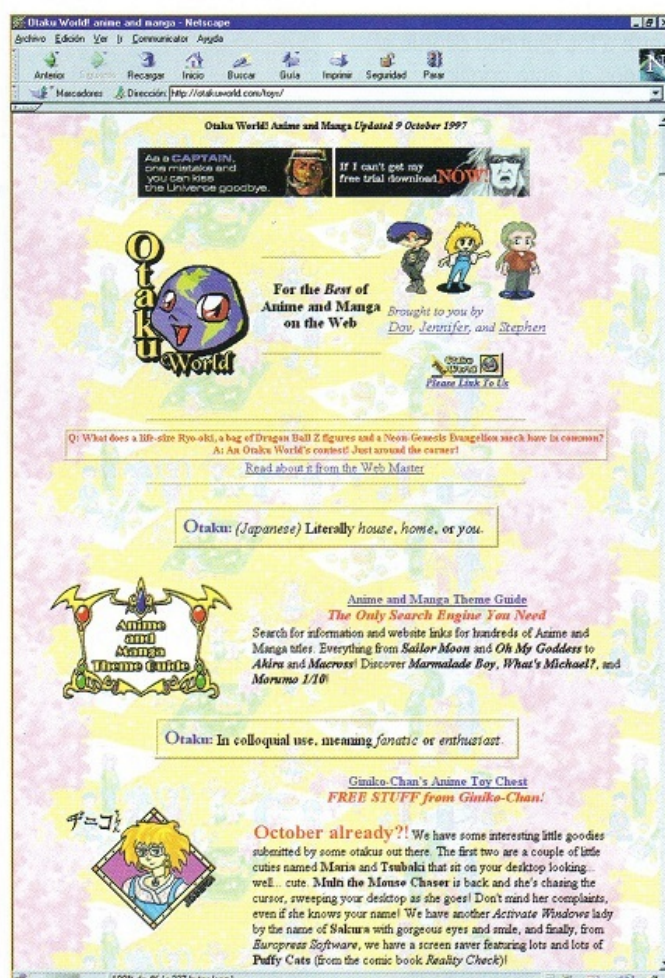 Otaku World! anime and manga - Netscape
Archivo Edición Ver Ir Communicator Ayuda
Anterior Siguiente Recargar Inicio Buscar Guía Imprimir Seguridad Parar
Marcadores Dirección: http://otakuworld.com/toys/
Otaku World! Anime and Manga Updated 9 October 1997
As a CAPTAIN,
one mistake and
you can kiss
the Universe goodbye.
If I can't get my
free trial download NOW!
Otaku
World
For the Best of
Anime and Manga
on the Web
Brought to you by
Dov, Jennifer, and Stephen
Otaku
World
Please Link To Us
Q: What does a life-size Ryo-oki, a bag of Dragon Ball Z figures and a Neon Genesis Evangelion mech have in common?
A: An Otaku World's contest! Just around the corner!
Read about it from the Web Master
Otaku: (Japanese) Literally house, home, or you.
Anime
and
Manga
Theme Guide
Anime and Manga Theme Guide
The Only Search Engine You Need
Search for information and website links for hundreds of Anime and
Manga titles. Everything from Sailor Moon and Oh My Goddess to
Akira and Macross! Discover Marmalade Boy, What's Michael?, and
Morumo 1/10!
Otaku: In colloquial use, meaning fanatic or enthusiast.
Giniko-Chan's Anime Toy Chest
FREE STUFF from Giniko-Chan!
October already?! We have some interesting little goodies
submitted by some otakus out there. The first two are a couple of little
cuties named Maria and Tsubaki that sit on your desktop looking...
well... cute. Multi the Mouse Chaser is back and she's chasing the
cursor, sweeping your desktop as she goes! Don't mind her complaints,
even if she knows your name! We have another Activate Windows lady
by the name of Sakura with gorgeous eyes and smile, and finally, from
Europress Software, we have a screen saver featuring lots and lots of
Puffy Cats (from the comic book Reality Check)!